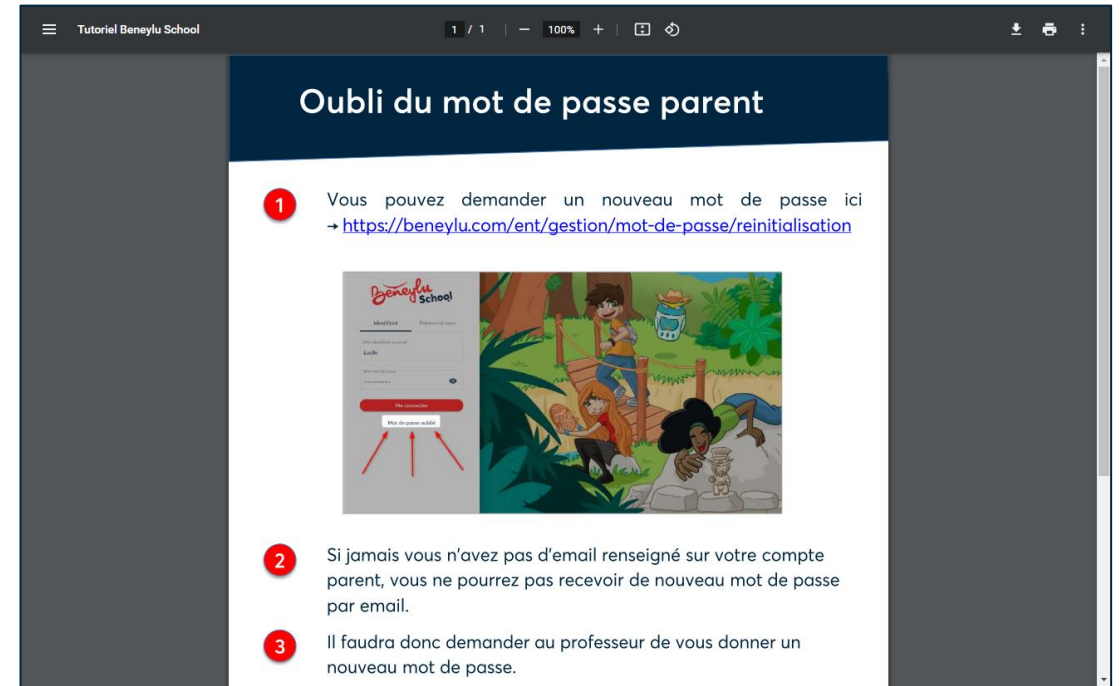 Tutoriel Beneylu School
1 / 1 | — 100% + |
Oubli du mot de passe parent
1 Vous pouvez demander un nouveau mot de passe ici
→ https://beneylu.com/ent/gestion/mot-de-passe/reinitialisation
Beneylu
School
Identifiant
Lucile
Me connecter
Mot de passe oublié
2 Si jamais vous n'avez pas d'email renseigné sur votre compte
parent, vous ne pourrez pas recevoir de nouveau mot de passe
par email.
3 Il faudra donc demander au professeur de vous donner un
nouveau mot de passe.